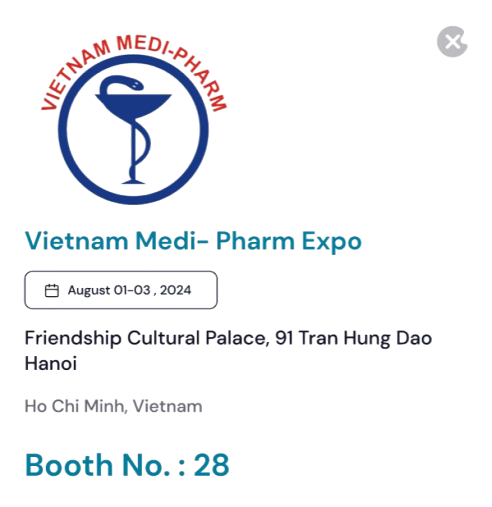 VIETNAM MEDI-PHARM
Vietnam Medi- Pharm Expo
August 01-03 , 2024
Friendship Cultural Palace, 91 Tran Hung Dao
Hanoi
Ho Chi Minh, Vietnam
Booth No. : 28